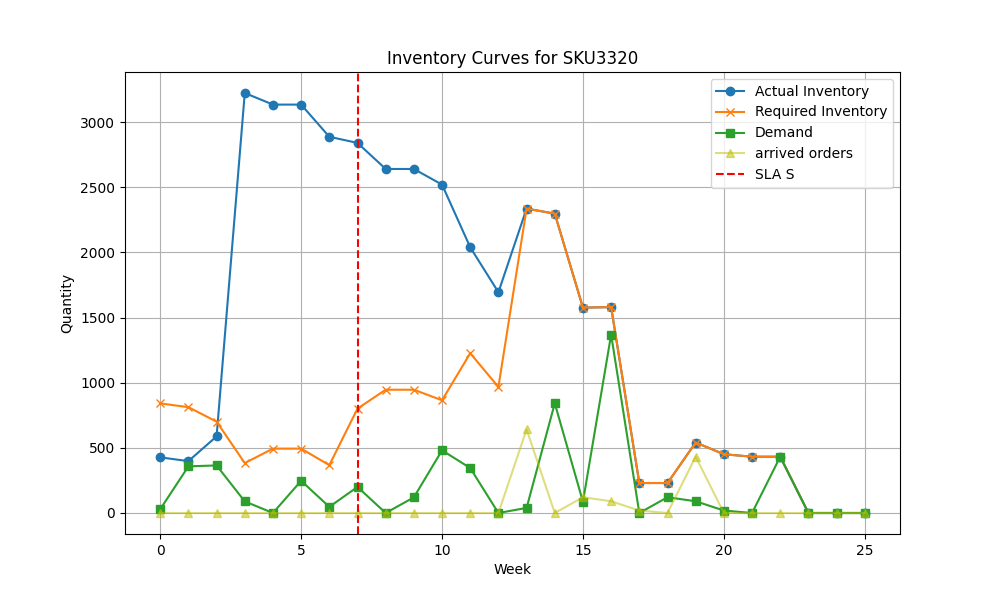 Inventory Curves for SKU3320
Actual Inventory
Required Inventory
Demand
arrived orders
SLA S
Quantity
3000
2500
2000
1500
1000
500
0
0 5 10 15 20 25
Week